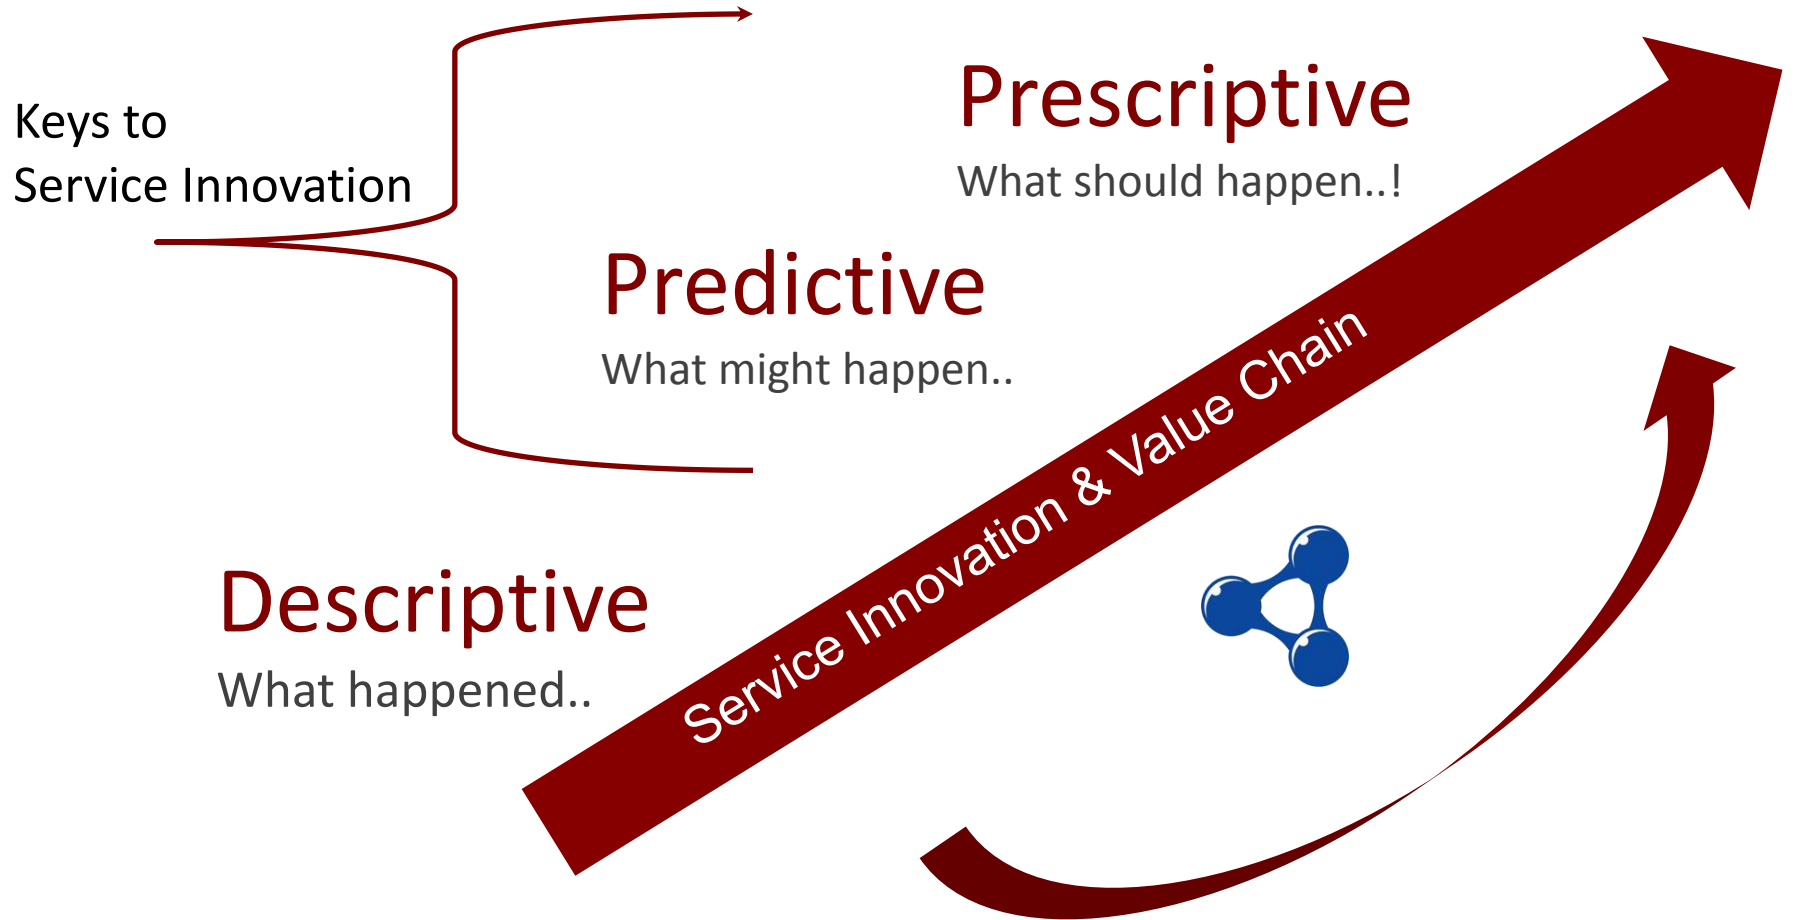 Keys to
Service Innovation
Prescriptive
What should happen..!
Predictive
What might happen..
Descriptive
What happened..
Service Innovation & Value Chain